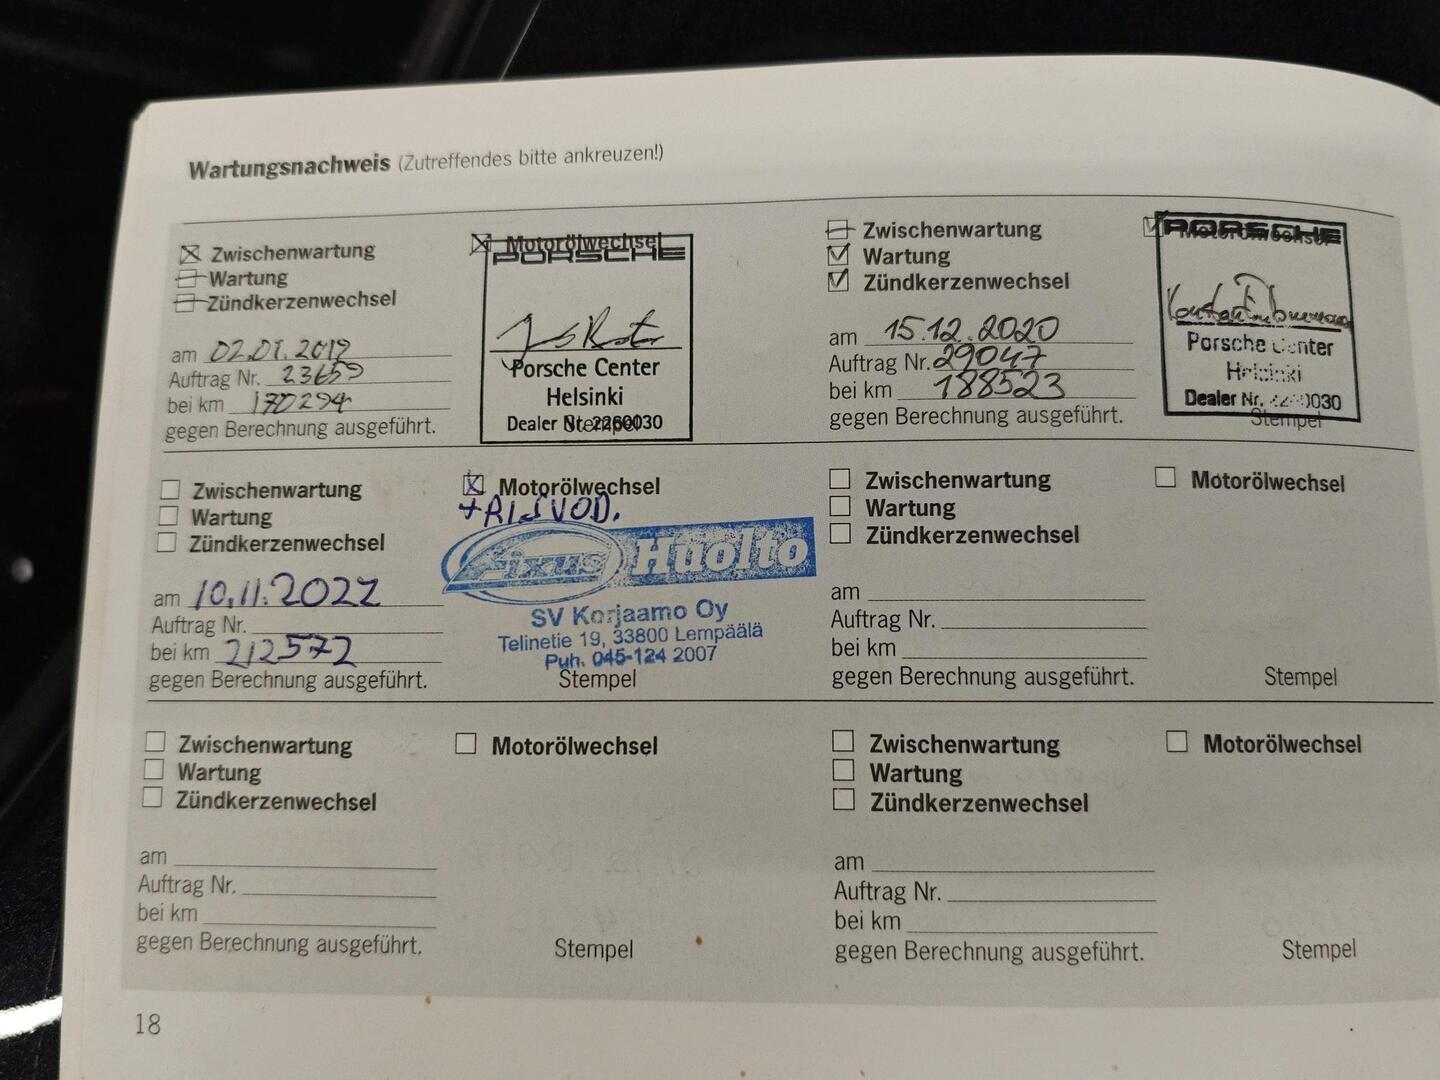 Wartungsnachweis (Zutreffendes bitte ankreuzen!)
Zwischenwartung
Wartung
Zündkerzenwechsel
Motorölwechsel
PORSCHE
Porsche Center
Helsinki
Dealer Nr. 2260030
Stempel
am
Auftrag Nr. 23659
bei km 170294
gegen Berechnung ausgeführt.
Zwischenwartung
Wartung
Zündkerzenwechsel
Motorölwechsel
PORSCHE
Porsche Center
Helsinki
Dealer Nr.
Stempel
am 15.12.2020
Auftrag Nr. 29047
bei km 188523
gegen Berechnung ausgeführt.
Zwischenwartung
Wartung
Zündkerzenwechsel
Motorölwechsel
Fixus Huolto
SV Korjaamo Oy
Telinetie 19, 33800 Lempäälä
Puh. 045-124 2007
Stempel
am 10.11.2022
Auftrag Nr.
bei km 212572
gegen Berechnung ausgeführt.
Zwischenwartung
Wartung
Zündkerzenwechsel
Motorölwechsel
am
Auftrag Nr.
bei km
gegen Berechnung ausgeführt.
Stempel
Zwischenwartung
Wartung
Zündkerzenwechsel
Motorölwechsel
am
Auftrag Nr.
bei km
gegen Berechnung ausgeführt.
Stempel
Zwischenwartung
Wartung
Zündkerzenwechsel
Motorölwechsel
am
Auftrag Nr.
bei km
gegen Berechnung ausgeführt.
Stempel
18